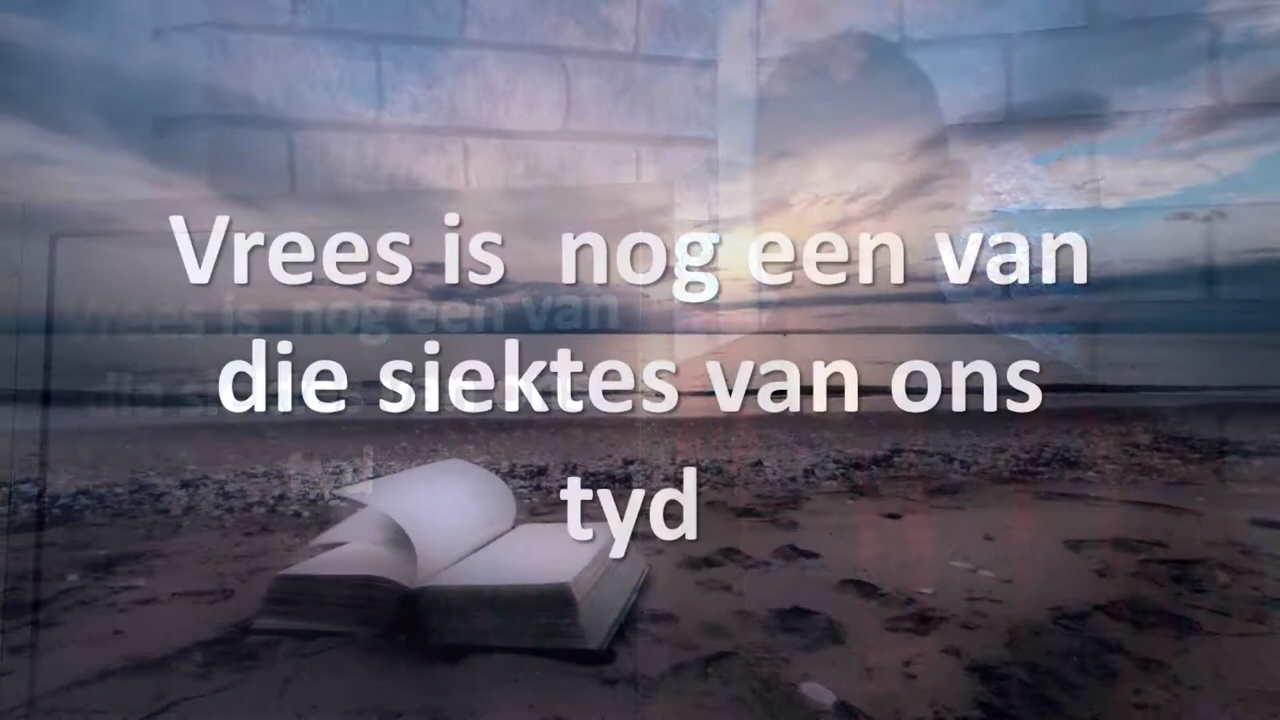 Vrees is  nog een van
die siektes van ons
tyd